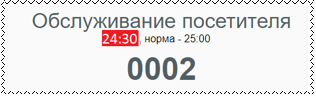 Обслуживание посетителя
24:30, норма - 25:00
0002